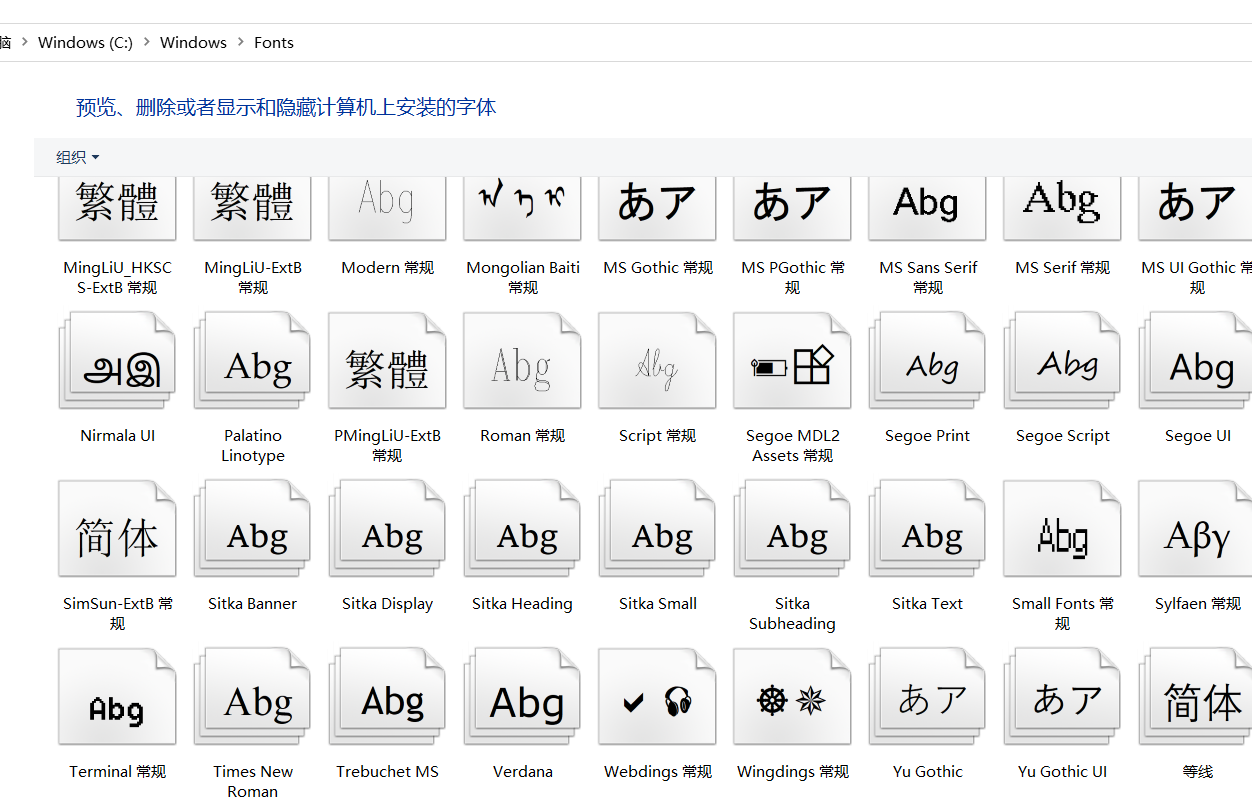 脑 > Windows (C:) > Windows > Fonts
预览、删除或者显示和隐藏计算机上安装的字体
组织
繁體 繁體 Abg あア あア Abg Abg あア
MingLiU_HKSC MingLiU-ExtB Modern 常规 Mongolian Baiti MS Gothic 常规 MS PGothic 常 MS Sans Serif MS Serif 常规 MS UI Gothic 常
S-ExtB 常规 常规 常规 规 常规 规
அஇ Abg 繁體 Abg Abg Abg Abg Abg
Nirmala UI Palatino PMingLiU-ExtB Roman 常规 Script 常规 Segoe MDL2 Segoe Print Segoe Script Segoe UI
Linotype 常规 Assets 常规
简体 Abg Abg Abg Abg Abg Abg Abg Αβγ
SimSun-ExtB 常 Sitka Banner Sitka Display Sitka Heading Sitka Small Sitka Sitka Text Small Fonts 常 Sylfaen 常规
规 Subheading 规
Abg Abg Abg Abg あア あア 简体
Terminal 常规 Times New Trebuchet MS Verdana Webdings 常规 Wingdings 常规 Yu Gothic Yu Gothic UI 等线
Roman